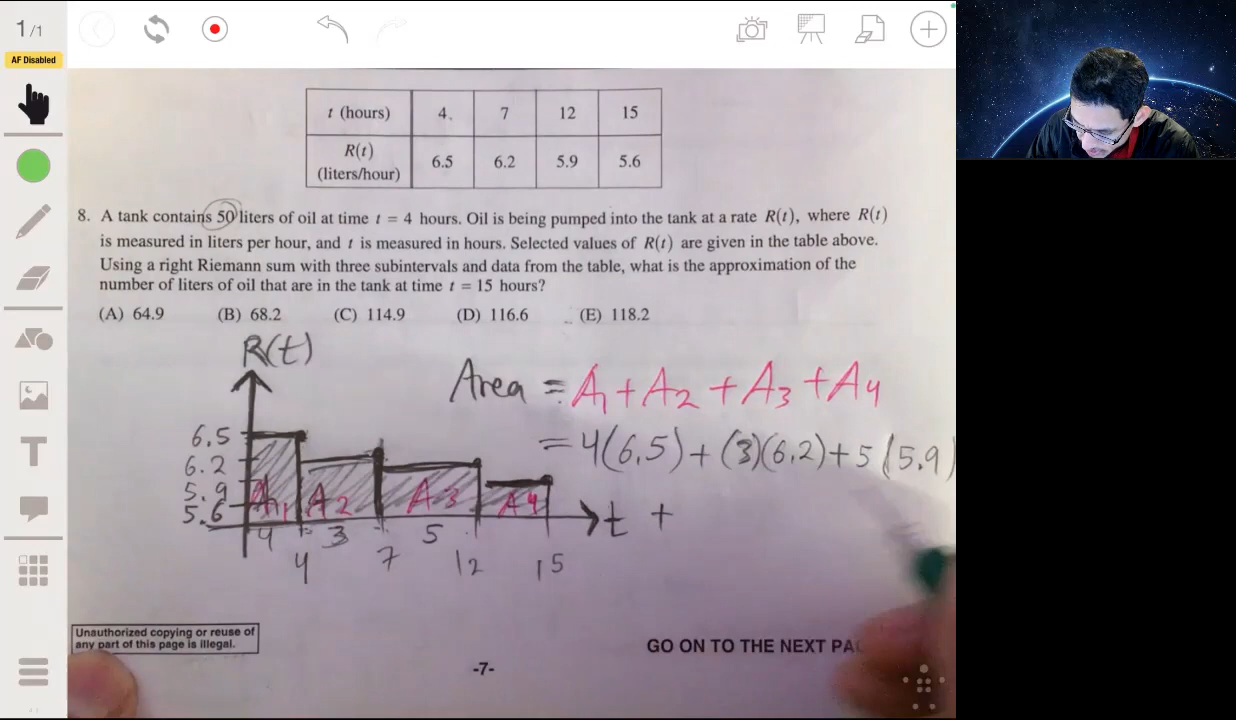 1/1
AF Disabled
t (hours) 4 7 12 15
R(t) (liters/hour) 6.5 6.2 5.9 5.6
8. A tank contains 50 liters of oil at time t = 4 hours. Oil is being pumped into the tank at a rate R(t), where R(t)
is measured in liters per hour, and t is measured in hours. Selected values of R(t) are given in the table above.
Using a right Riemann sum with three subintervals and data from the table, what is the approximation of the
number of liters of oil that are in the tank at time t = 15 hours?
(A) 64.9 (B) 68.2 (C) 114.9 (D) 116.6 (E) 118.2
R(t)
Area = A1 + A2 + A3 + A4
= 4(6.5) + (3)(6.2) + 5(5.9)
6.5
6.2
5.9
5.6
A1 A2 A3 A4
t +
4 3 5
4 7 12 15
Unauthorized copying or reuse of
any part of this page is illegal.
GO ON TO THE NEXT
-7-
T